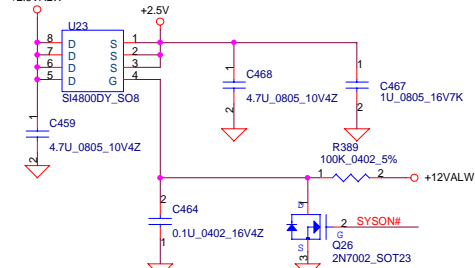 +2.5V
U23
8 D S 1
7 D S 2
6 D S 3
5 D G 4
SI4800DY_SO8
1
C459
4.7U_0805_10V4Z
2
1
C468
4.7U_0805_10V4Z
2
1
C467
1U_0805_16V7K
2
R389
100K_0402_5%
1 2 +12VALW
2
C464
0.1U_0402_16V4Z
1
D 1
2 SYSON#
G
S 3
Q26
2N7002_SOT23